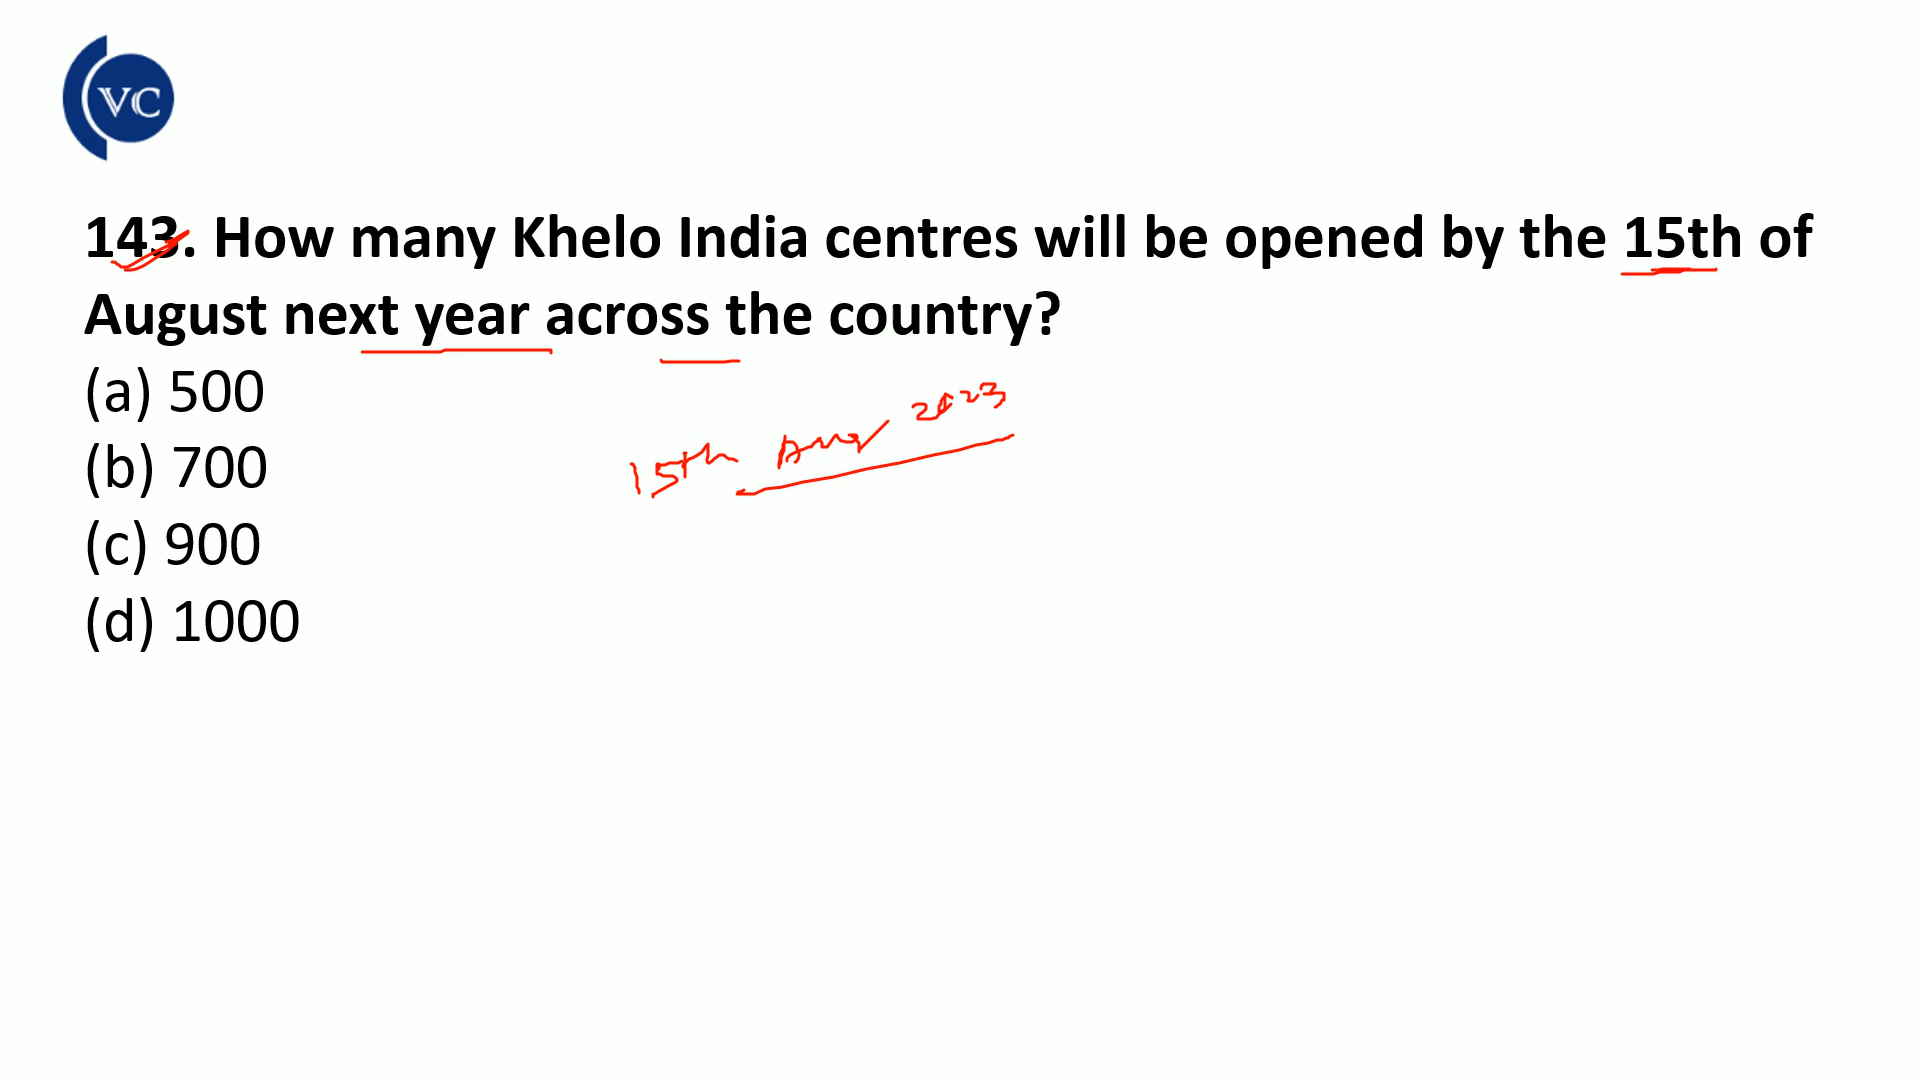 VC
143. How many Khelo India centres will be opened by the 15th of
August next year across the country?
(a) 500
15th Aug 2023
(b) 700
(c) 900
(d) 1000